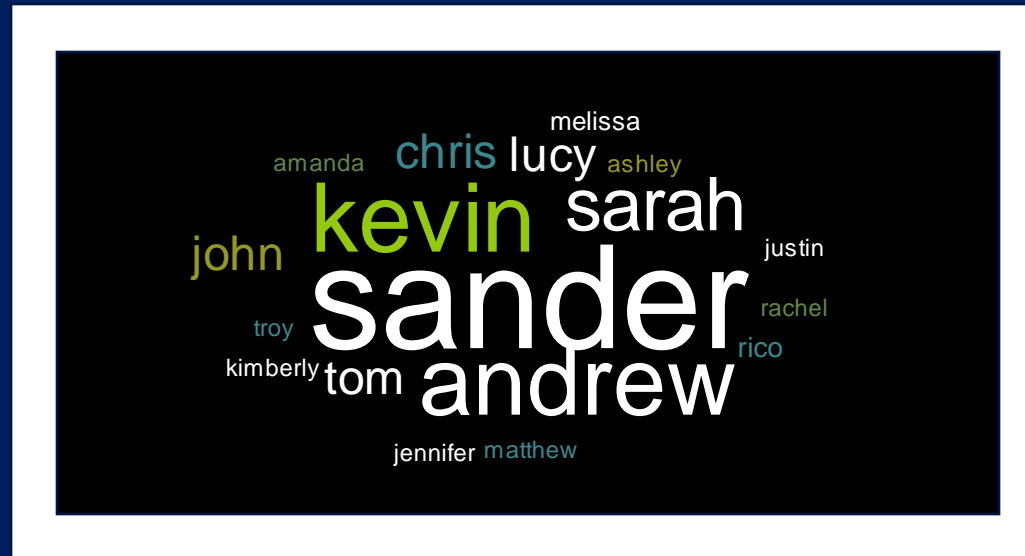 melissa
chris lucy
amanda ashley
kevin sarah
john justin
sander
rachel
troy rico
kimberly tom andrew
jennifer matthew